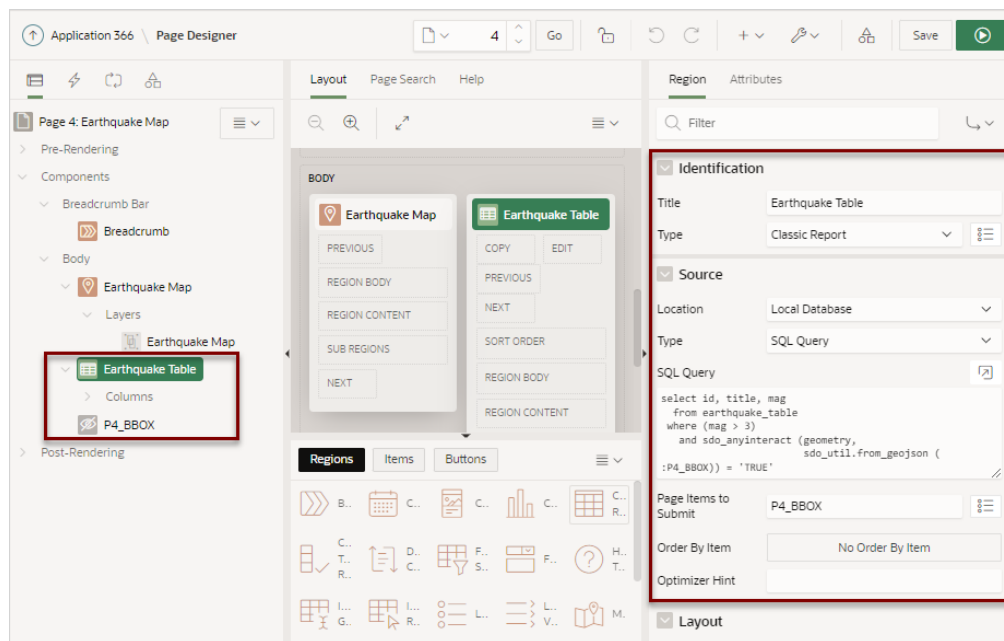 Application 366 \ Page Designer
4
Go
Save
Page 4: Earthquake Map
Pre-Rendering
Components
Breadcrumb Bar
Breadcrumb
Body
Earthquake Map
Layers
Earthquake Map
Earthquake Table
Columns
P4_BBOX
Post-Rendering
Layout
Page Search
Help
BODY
Earthquake Map
PREVIOUS
REGION BODY
REGION CONTENT
SUB REGIONS
NEXT
Earthquake Table
COPY
EDIT
PREVIOUS
NEXT
SORT ORDER
REGION BODY
REGION CONTENT
Regions
Items
Buttons
B..
C..
C..
C..
C.. R..
C.. T.. R..
D.. C..
F.. S..
F..
H.. T..
I... G..
I... R..
L..
L.. V..
M..
Region
Attributes
Filter
Identification
Title
Earthquake Table
Type
Classic Report
Source
Location
Local Database
Type
SQL Query
SQL Query
select id, title, mag
from earthquake_table
where (mag > 3)
and sdo_anyinteract (geometry,
sdo_util.from_geojson (
:P4_BBOX)) = 'TRUE'
Page Items to
Submit
P4_BBOX
Order By Item
No Order By Item
Optimizer Hint
Layout